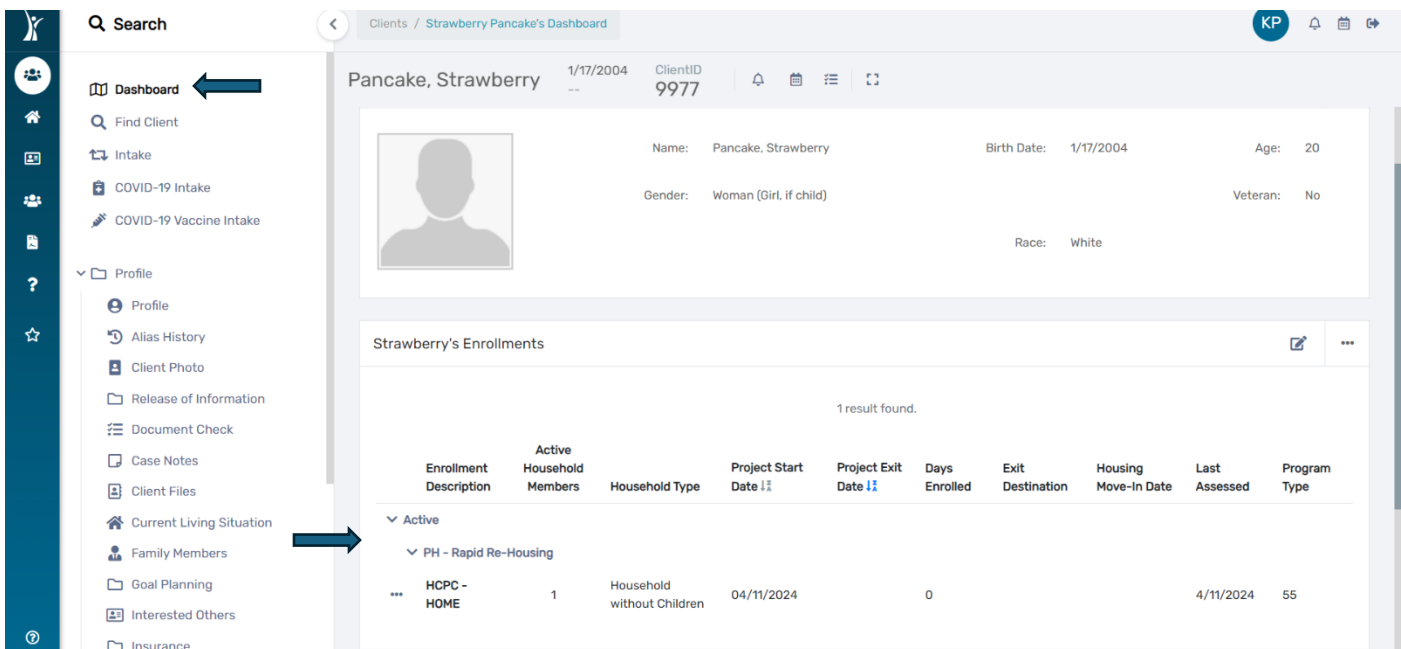 Search
Clients / Strawberry Pancake's Dashboard
KP
Dashboard
Find Client
Intake
COVID-19 Intake
COVID-19 Vaccine Intake
Profile
Profile
Alias History
Client Photo
Release of Information
Document Check
Case Notes
Client Files
Current Living Situation
Family Members
Goal Planning
Interested Others
Insurance
Pancake, Strawberry
1/17/2004
--
ClientID
9977
Name: Pancake, Strawberry
Birth Date: 1/17/2004
Age: 20
Gender: Woman (Girl, if child)
Veteran: No
Race: White
Strawberry's Enrollments
1 result found.
Enrollment Description
Active Household Members
Household Type
Project Start Date
Project Exit Date
Days Enrolled
Exit Destination
Housing Move-In Date
Last Assessed
Program Type
Active
PH - Rapid Re-Housing
HCPC - HOME
1
Household without Children
04/11/2024
0
4/11/2024
55